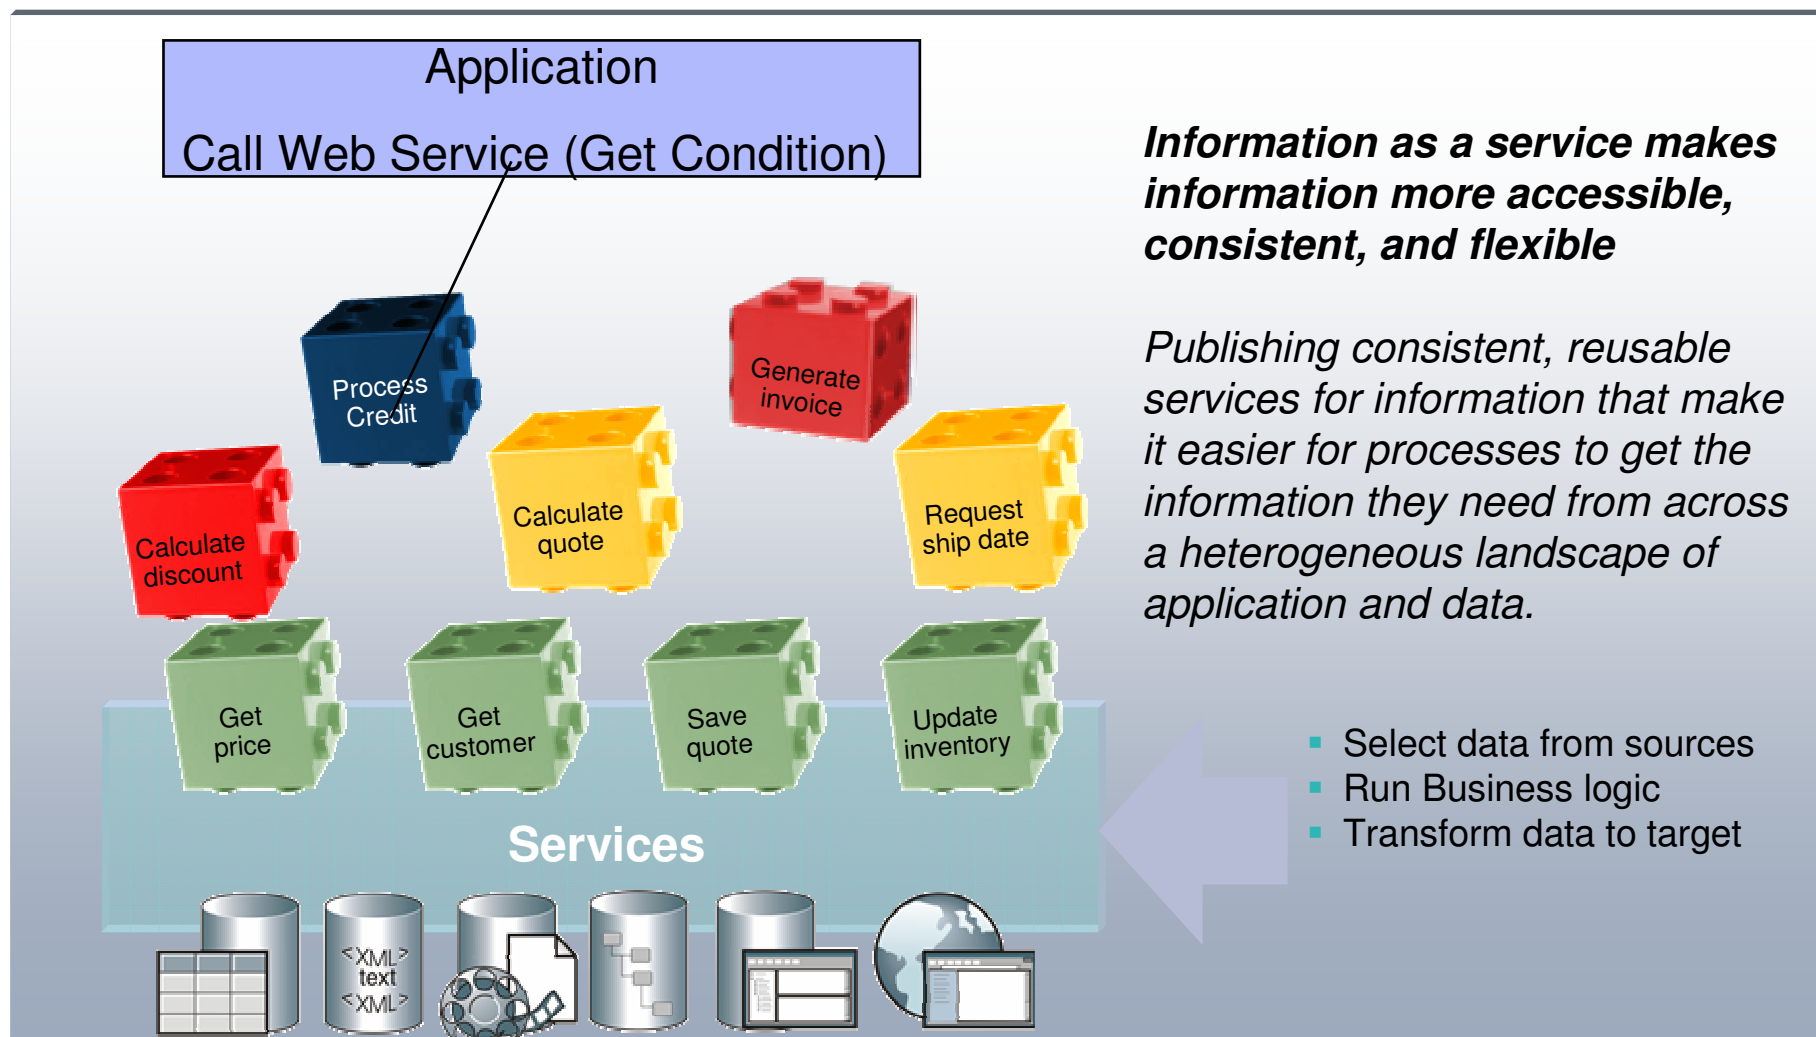 Application
Call Web Service (Get Condition)
Information as a service makes
information more accessible,
consistent, and flexible
Publishing consistent, reusable
services for information that make
it easier for processes to get the
information they need from across
a heterogeneous landscape of
application and data.
Process
Credit
Generate
invoice
Calculate
discount
Calculate
quote
Request
ship date
Get
price
Get
customer
Save
quote
Update
inventory
Services
▪ Select data from sources
▪ Run Business logic
▪ Transform data to target
<XML>
text
<XML>